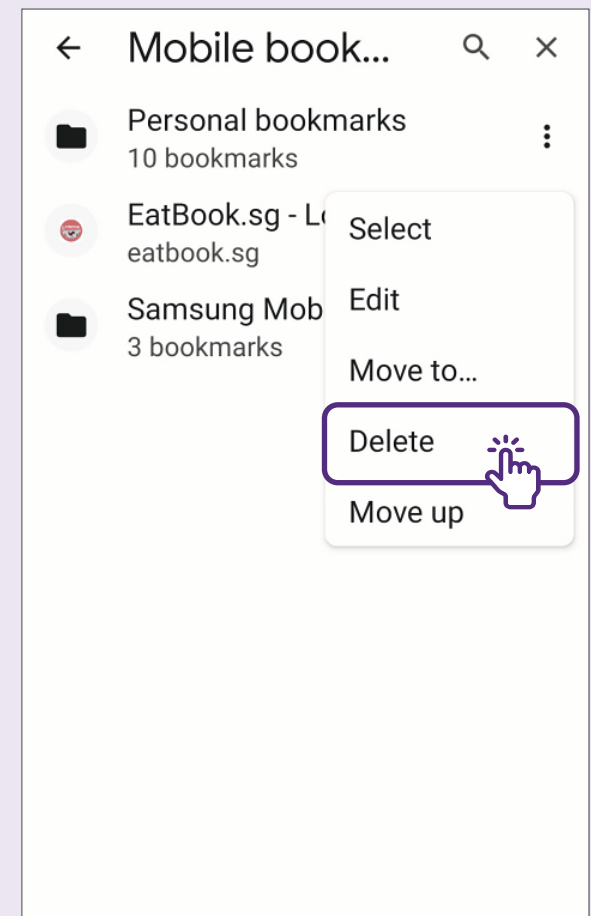 Mobile book...
Personal bookmarks
10 bookmarks
EatBook.sg - L
eatbook.sg
Samsung Mob
3 bookmarks
Select
Edit
Move to...
Delete
Move up